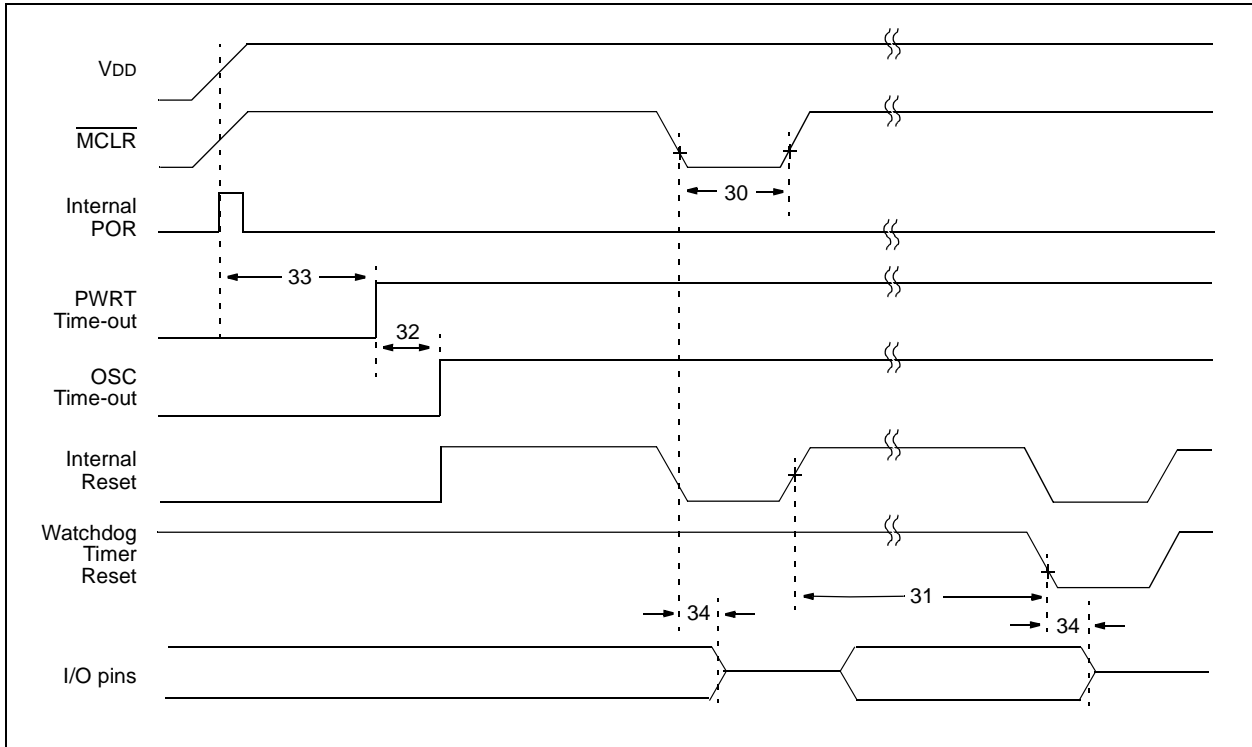 VDD
MCLR
30
Internal
POR
33
PWRT
Time-out
32
OSC
Time-out
Internal
Reset
Watchdog
Timer
Reset
31
34
34
I/O pins